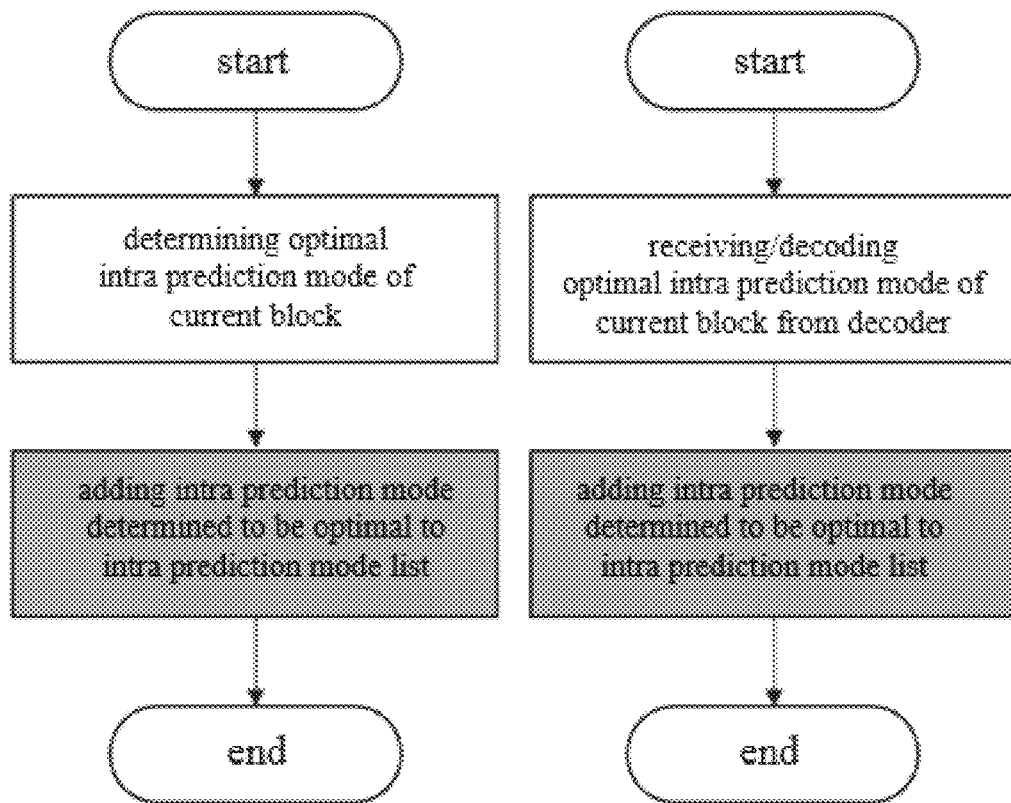 start
determining optimal
intra prediction mode of
current block
adding intra prediction mode
determined to be optimal to
intra prediction mode list
end
start
receiving/decoding
optimal intra prediction mode of
current block from decoder
adding intra prediction mode
determined to be optimal to
intra prediction mode list
end